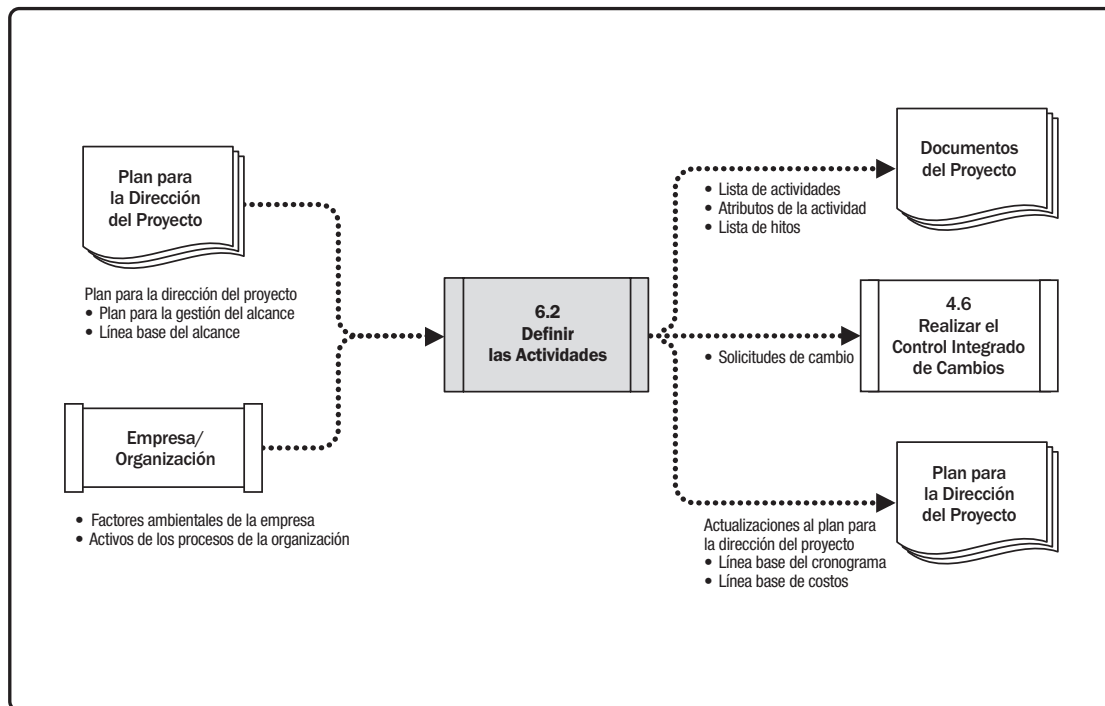 Plan para
la Dirección
del Proyecto
Plan para la dirección del proyecto
• Plan para la gestión del alcance
• Línea base del alcance
Empresa/
Organización
• Factores ambientales de la empresa
• Activos de los procesos de la organización
6.2
Definir
las Actividades
• Lista de actividades
• Atributos de la actividad
• Lista de hitos
Documentos
del Proyecto
• Solicitudes de cambio
4.6
Realizar el
Control Integrado
de Cambios
Actualizaciones al plan para
la dirección del proyecto
• Línea base del cronograma
• Línea base de costos
Plan para
la Dirección
del Proyecto